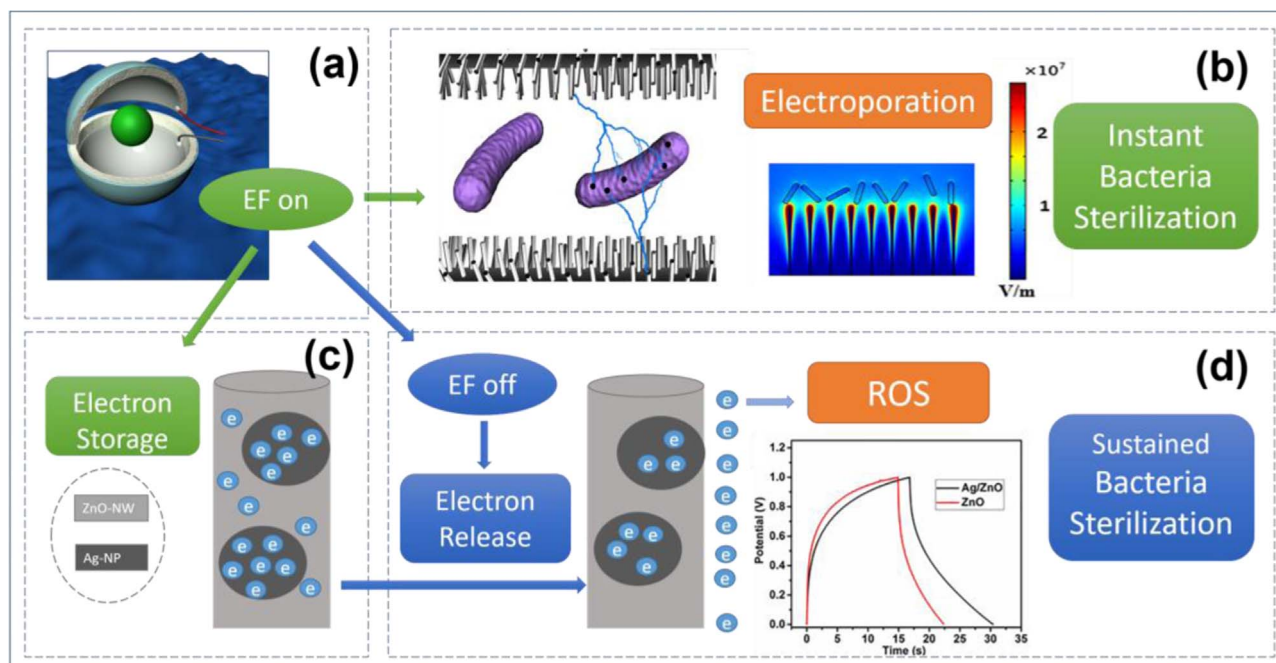 (a)
EF on
(b)
Electroporation
×10⁷
2
1
V/m
Instant
Bacteria
Sterilization
(c)
Electron
Storage
ZnO-NW
Ag-NP
e e e e e e e e e e e e e e e e e e
(d)
EF off
Electron
Release
e e e e e e e e
e e e e e e e e
ROS
Potential (V)
1.2
1.0
0.8
0.6
0.4
0.2
0.0
Ag/ZnO
ZnO
0 5 10 15 20 25 30 35
Time (s)
Sustained
Bacteria
Sterilization